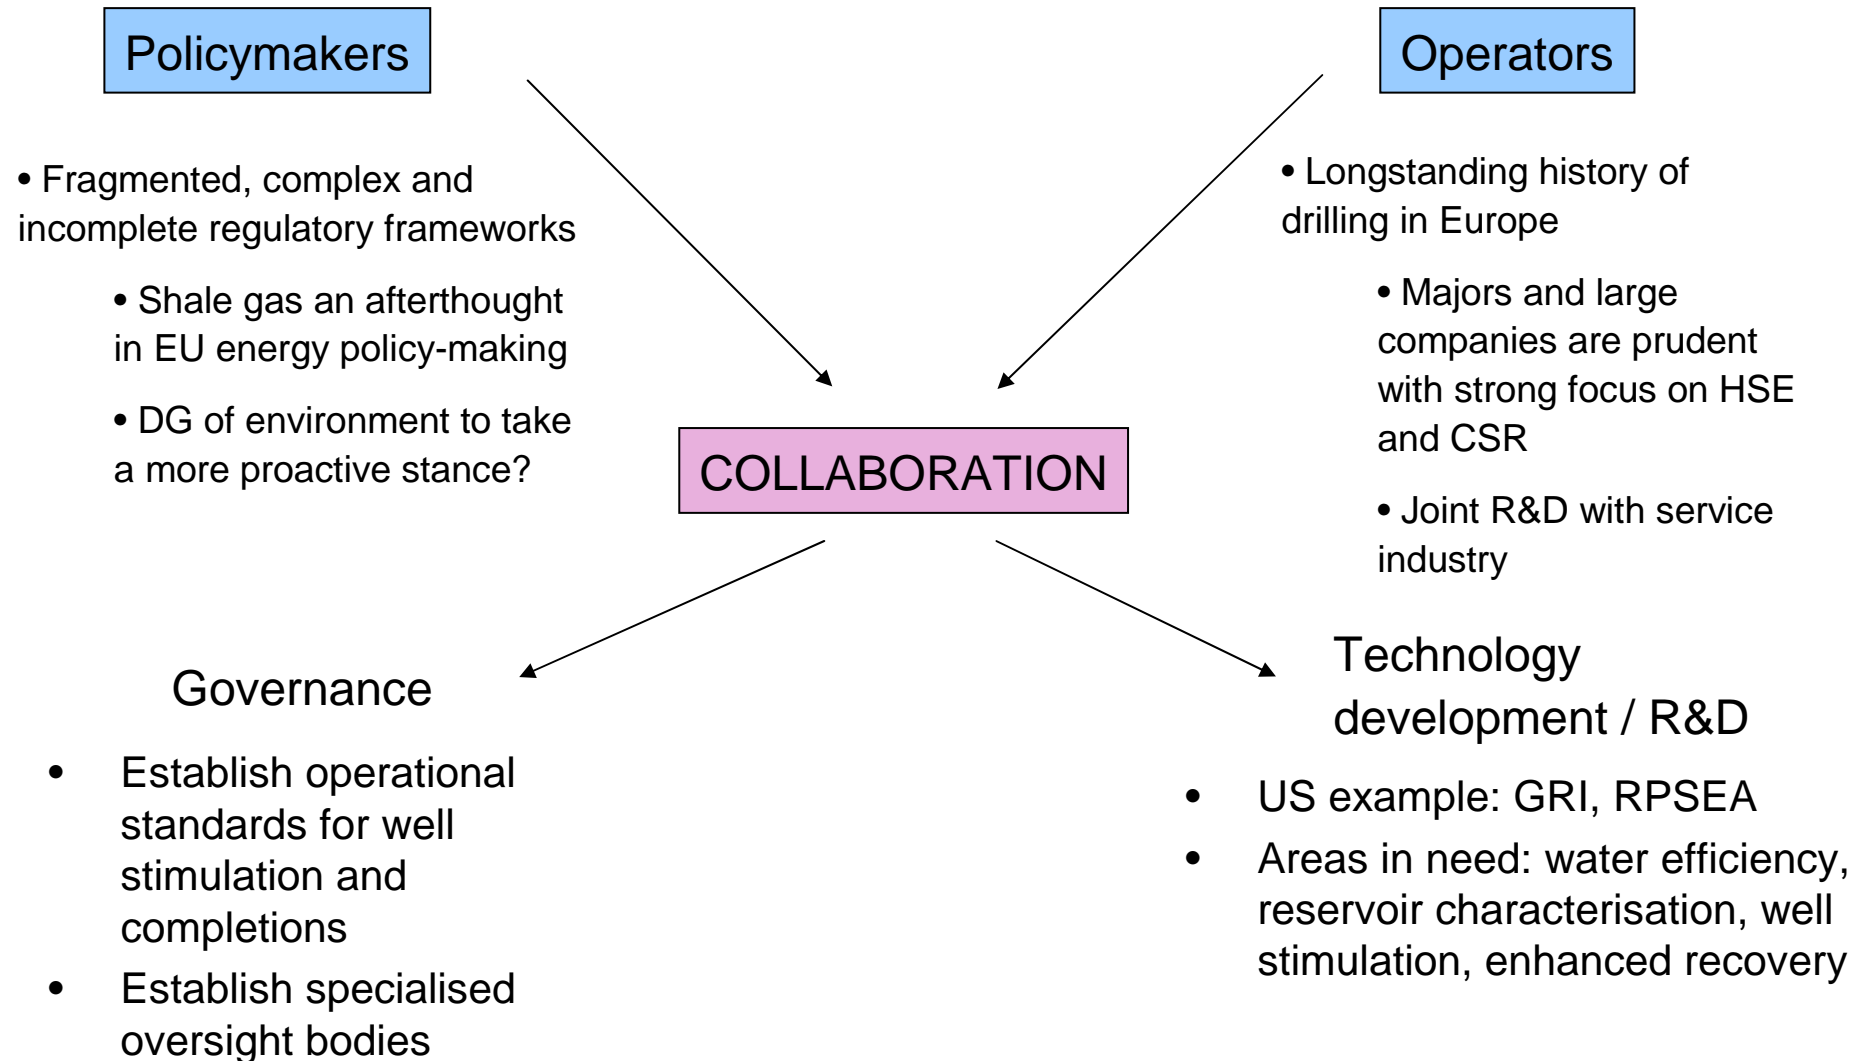 Policymakers
• Fragmented, complex and
incomplete regulatory frameworks
• Shale gas an afterthought
in EU energy policy-making
• DG of environment to take
a more proactive stance?
Operators
• Longstanding history of
drilling in Europe
• Majors and large
companies are prudent
with strong focus on HSE
and CSR
• Joint R&D with service
industry
COLLABORATION
Governance
• Establish operational
standards for well
stimulation and
completions
• Establish specialised
oversight bodies
Technology
development / R&D
• US example: GRI, RPSEA
• Areas in need: water efficiency,
reservoir characterisation, well
stimulation, enhanced recovery